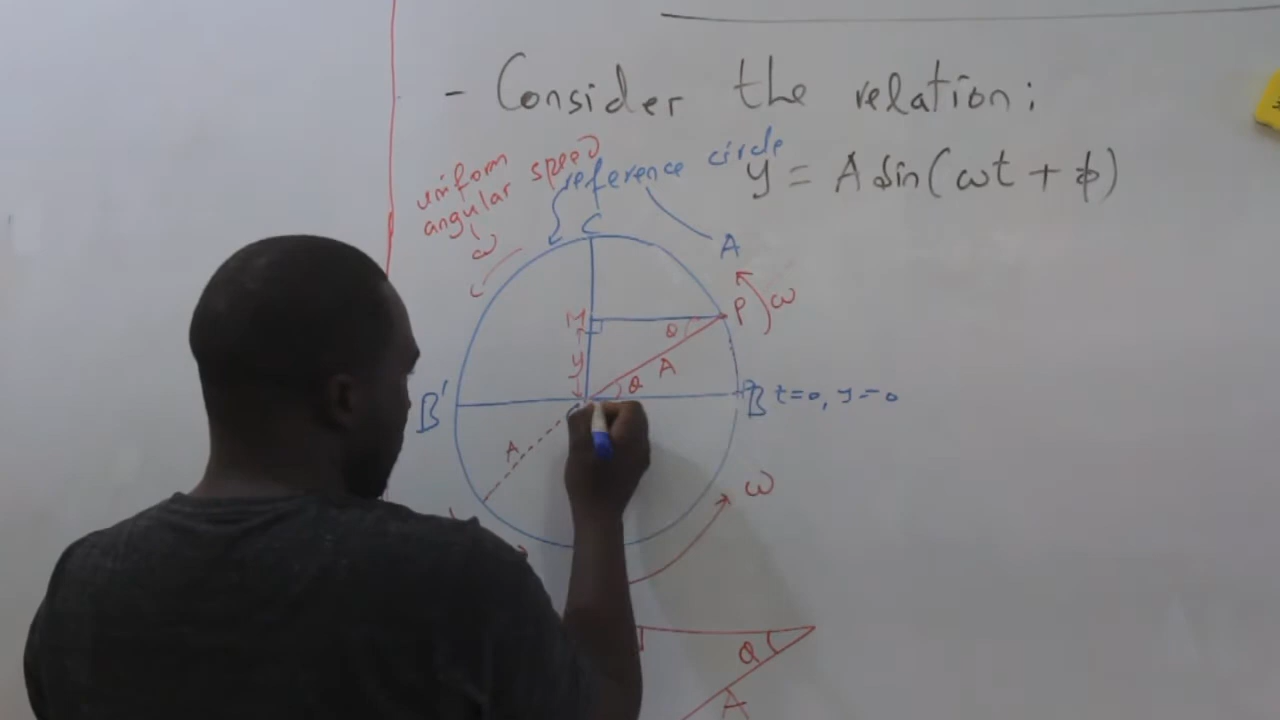 - Consider the relation:
y = A sin(ωt + ϕ)
uniform
angular speed
ω
reference circle
C
A
M
P
ω
θ
y
A
θ
B'
B t=0, y=0
A
ω
θ
A